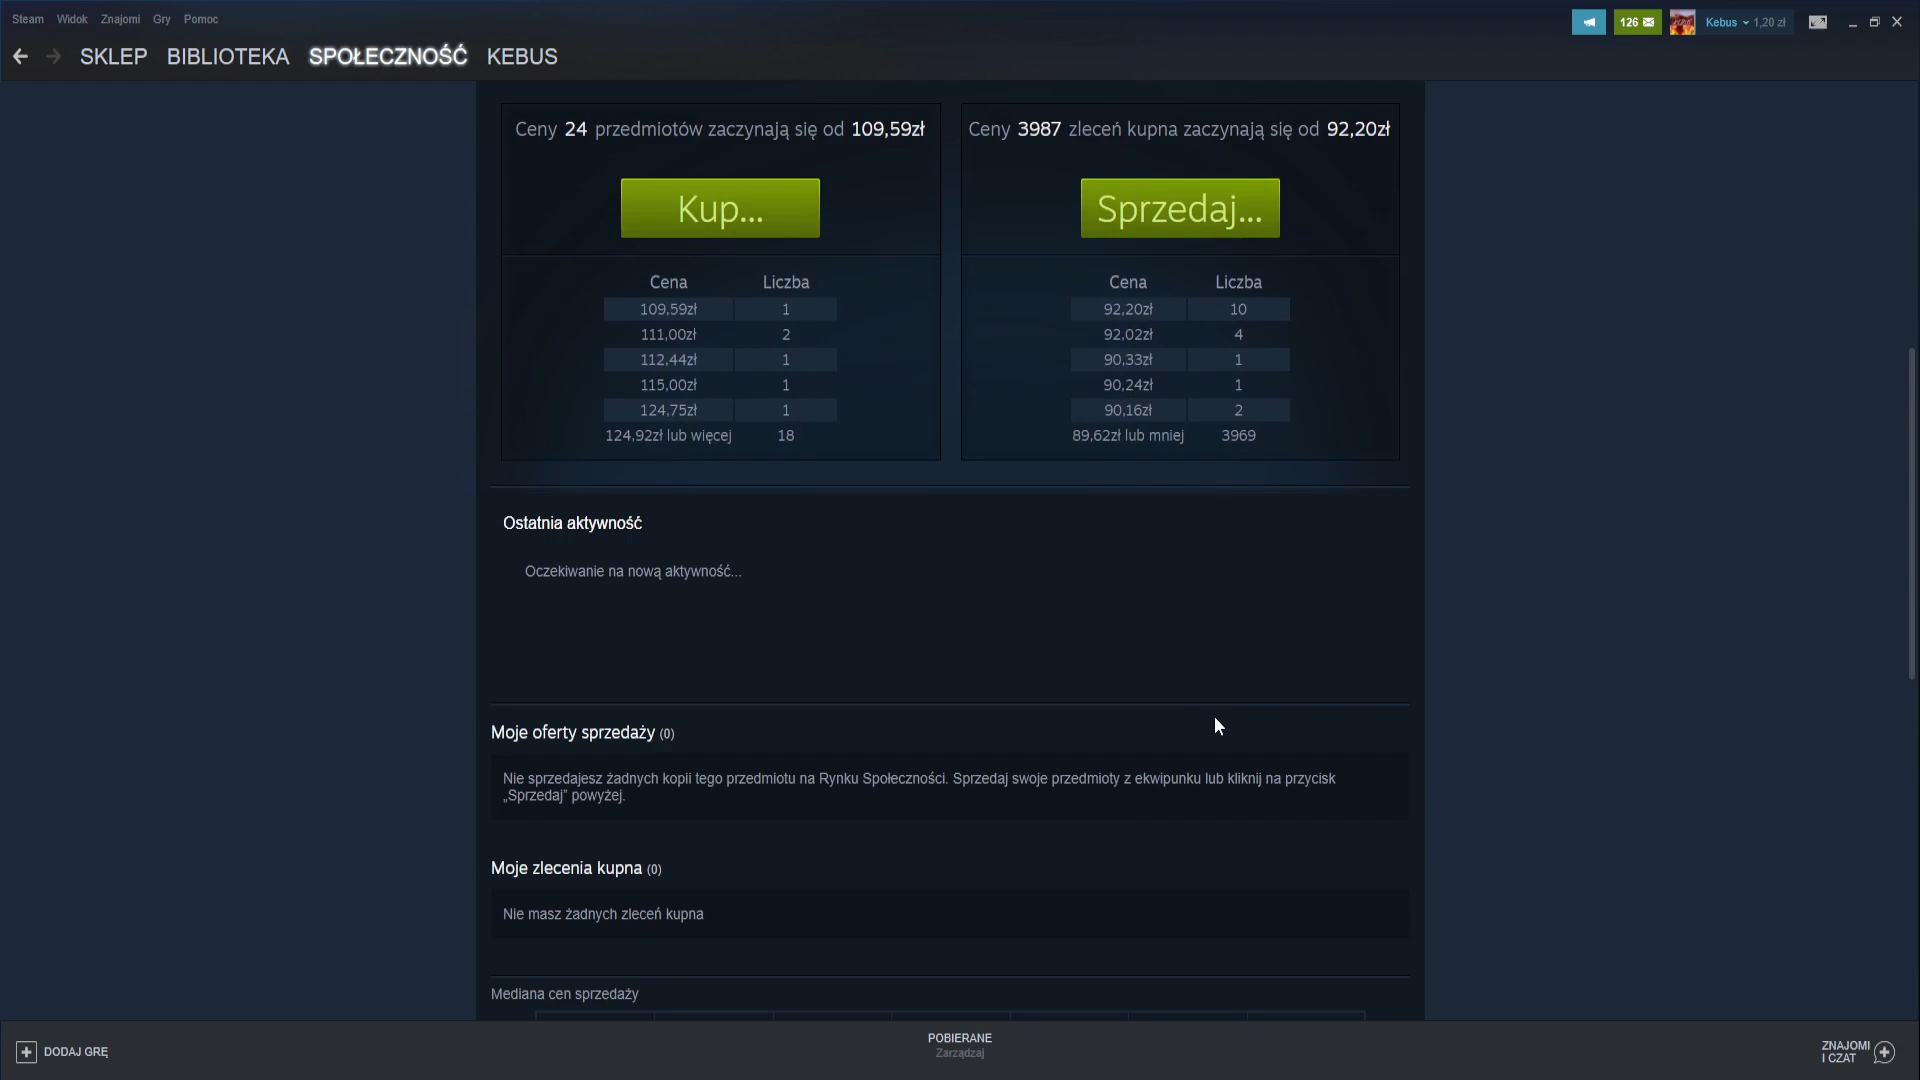 Steam Widok Znajomi Gry Pomoc
126 Kebus 1,20 zł
SKLEP BIBLIOTEKA SPOŁECZNOŚĆ KEBUS
Ceny 24 przedmiotów zaczynają się od 109,59zł
Kup...
Cena Liczba
109,59zł 1
111,00zł 2
112,44zł 1
115,00zł 1
124,75zł 1
124,92zł lub więcej 18
Ceny 3987 zleceń kupna zaczynają się od 92,20zł
Sprzedaj...
Cena Liczba
92,20zł 10
92,02zł 4
90,33zł 1
90,24zł 1
90,16zł 2
89,62zł lub mniej 3969
Ostatnia aktywność
Oczekiwanie na nową aktywność...
Moje oferty sprzedaży (0)
Nie sprzedajesz żadnych kopii tego przedmiotu na Rynku Społeczności. Sprzedaj swoje przedmioty z ekwipunku lub kliknij na przycisk
„Sprzedaj” powyżej.
Moje zlecenia kupna (0)
Nie masz żadnych zleceń kupna
Mediana cen sprzedaży
DODAJ GRĘ
POBIERANE
Zarządzaj
ZNAJOMI
I CZAT